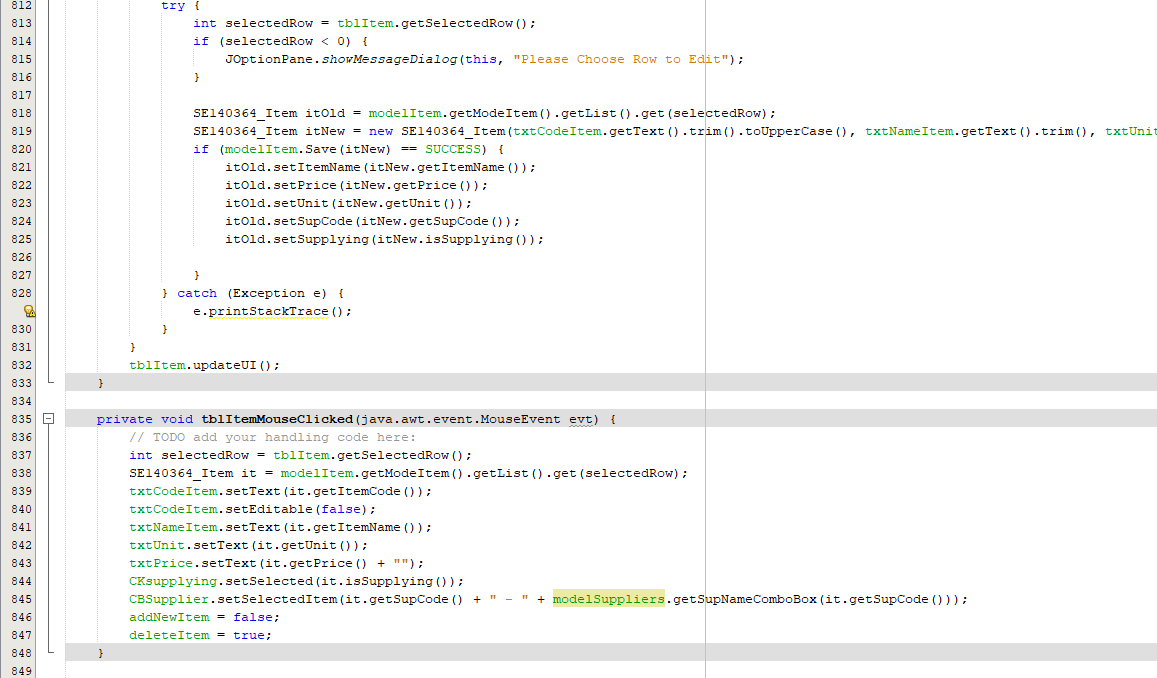 812 try {
813 int selectedRow = tblItem.getSelectedRow();
814 if (selectedRow < 0) {
815 JOptionPane.showMessageDialog(this, "Please Choose Row to Edit");
816 }
817
818 SE140364_Item itOld = modelItem.getModeItem().getList().get(selectedRow);
819 SE140364_Item itNew = new SE140364_Item(txtCodeItem.getText().trim().toUpperCase(), txtNameItem.getText().trim(), txtUnit
820 if (modelItem.Save(itNew) == SUCCESS) {
821 itOld.setItemName(itNew.getItemName());
822 itOld.setPrice(itNew.getPrice());
823 itOld.setUnit(itNew.getUnit());
824 itOld.setSupCode(itNew.getSupCode());
825 itOld.setSupplying(itNew.isSupplying());
826
827 }
828 } catch (Exception e) {
e.printStackTrace();
830 }
831 }
832 tblItem.updateUI();
833 }
834
835 private void tblItemMouseClicked(java.awt.event.MouseEvent evt) {
836 // TODO add your handling code here:
837 int selectedRow = tblItem.getSelectedRow();
838 SE140364_Item it = modelItem.getModeItem().getList().get(selectedRow);
839 txtCodeItem.setText(it.getItemCode());
840 txtCodeItem.setEditable(false);
841 txtNameItem.setText(it.getItemName());
842 txtUnit.setText(it.getUnit());
843 txtPrice.setText(it.getPrice() + "");
844 CKsupplying.setSelected(it.isSupplying());
845 CBSupplier.setSelectedItem(it.getSupCode() + " - " + modelSuppliers.getSupNameComboBox(it.getSupCode()));
846 addNewItem = false;
847 deleteItem = true;
848 }
849